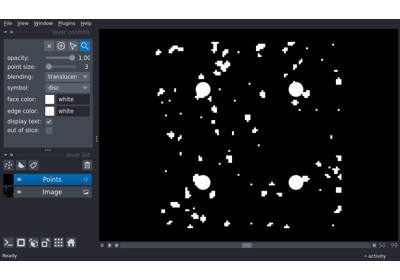 File View Window Plugins Help
layer controls
opacity: 1.00
point size: 3
blending: translucen
symbol: disc
face color: white
edge color: white
display text:
out of slice:
layer list
Points
Image
0 50 99
Ready activity